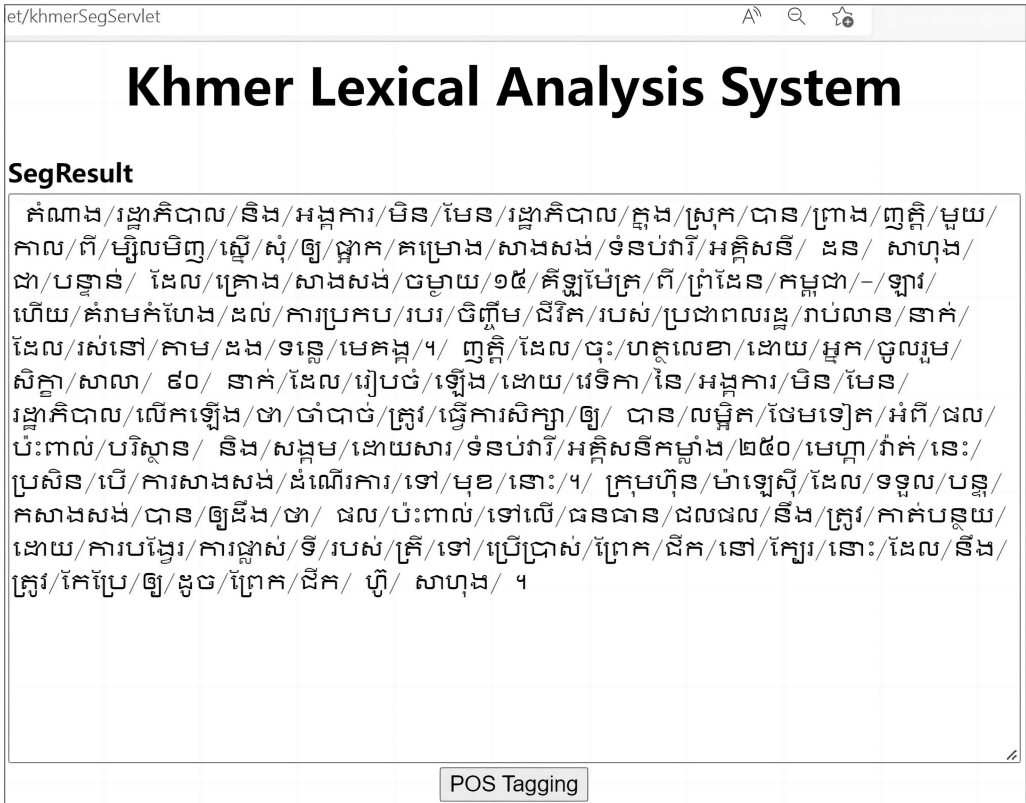 et/khmerSegServlet
Khmer Lexical Analysis System
SegResult
តំណាង/រដ្ឋាភិបាល/និង/អង្គការ/មិន/មែន/រដ្ឋាភិបាល/ក្នុង/ស្រុក/បាន/ព្រាង/ញត្តិ/មួយ/
កាល/ពី/ម្សិលមិញ/ស្នើ/សុំ/ឲ្យ/ផ្អាក/គម្រោង/សាងសង់/ទំនប់វារី/អគ្គិសនី/ ដន/ សាហុង/
ជា/បន្ទាន់/ ដែល/គ្រោង/សាងសង់/ចម្ងាយ/១៥/គីឡូម៉ែត្រ/ពី/ព្រំដែន/កម្ពុជា/-/ឡាវ/
ហើយ/គំរាមកំហែង/ដល់/ការប្រកប/របរ/ចិញ្ចឹម/ជីវិត/របស់/ប្រជាពលរដ្ឋ/រាប់លាន/នាក់/
ដែល/រស់នៅ/តាម/ដង/ទន្លេ/មេគង្គ/។/ ញត្តិ/ដែល/ចុះ/ហត្ថលេខា/ដោយ/អ្នក/ចូលរួម/
សិក្ខា/សាលា/ ៩០/ នាក់/ដែល/រៀបចំ/ឡើង/ដោយ/វេទិកា/នៃ/អង្គការ/មិន/មែន/
រដ្ឋាភិបាល/លើកឡើង/ថា/ចាំបាច់/ត្រូវ/ធ្វើការសិក្សា/ឲ្យ/ បាន/លម្អិត/ថែមទៀត/អំពី/ផល/
ប៉ះពាល់/បរិស្ថាន/ និង/សង្គម/ដោយសារ/ទំនប់វារី/អគ្គិសនីកម្លាំង/២៥០/មេហ្កា/វ៉ាត់/នេះ/
ប្រសិន/បើ/ការសាងសង់/ដំណើរការ/ទៅ/មុខ/នោះ/។/ ក្រុមហ៊ុន/ម៉ាឡេស៊ី/ដែល/ទទួល/បន្ទុ/
កសាងសង់/បាន/ឲ្យដឹង/ថា/ ផល/ប៉ះពាល់/ទៅលើ/ធនធាន/ជលផល/នឹង/ត្រូវ/កាត់បន្ថយ/
ដោយ/ការបង្វែរ/ការផ្លាស់/ទី/របស់/ត្រី/ទៅ/ប្រើប្រាស់/ព្រែក/ជីក/នៅ/ក្បែរ/នោះ/ដែល/នឹង/
ត្រូវ/កែប្រែ/ឲ្យ/ដូច/ព្រែក/ជីក/ ហ៊ូ/ សាហុង/ ។
POS Tagging